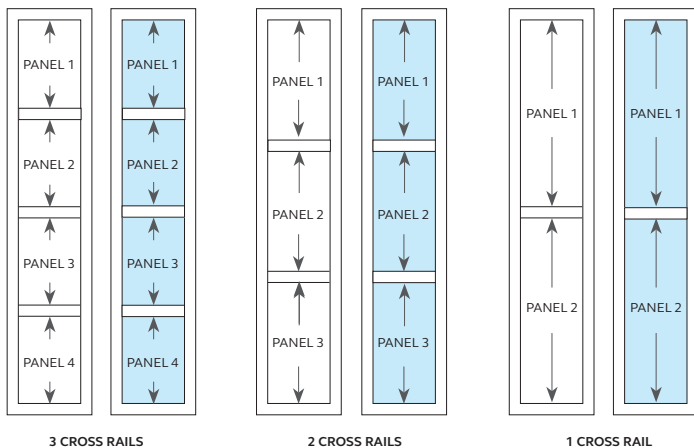 PANEL 1 PANEL 1 PANEL 1 PANEL 1 PANEL 1 PANEL 1
PANEL 2 PANEL 2 PANEL 2 PANEL 2
PANEL 3 PANEL 3 PANEL 2 PANEL 2
PANEL 3 PANEL 3
PANEL 4 PANEL 4
3 CROSS RAILS 2 CROSS RAILS 1 CROSS RAIL